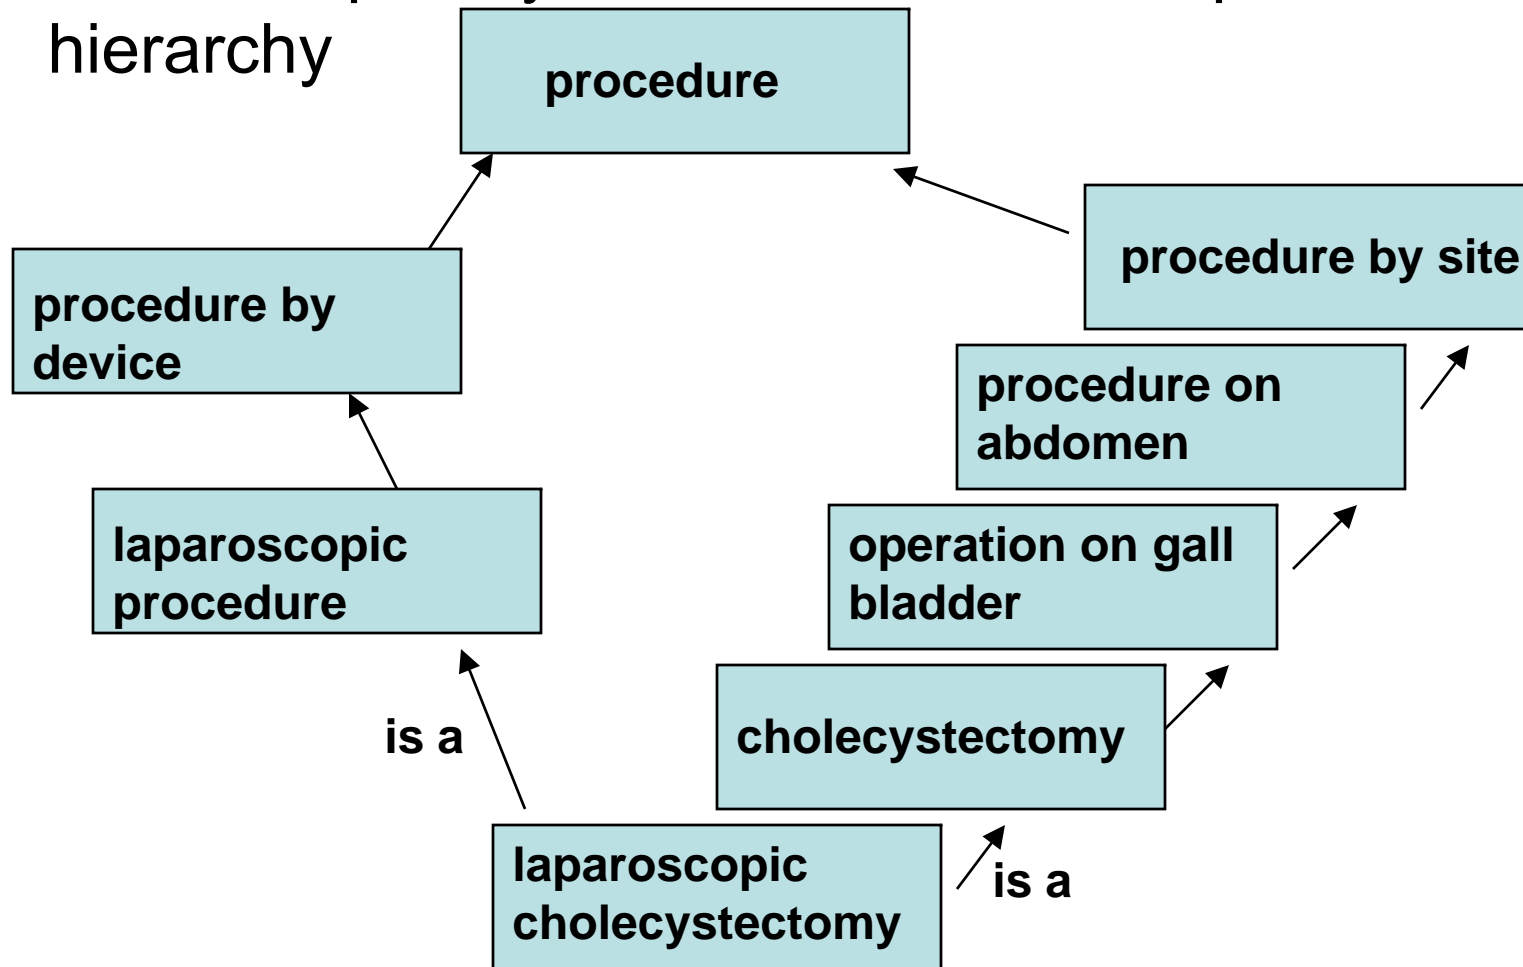 hierarchy
procedure
procedure by site
procedure by
device
procedure on
abdomen
laparoscopic
procedure
operation on gall
bladder
is a
cholecystectomy
laparoscopic
cholecystectomy
is a